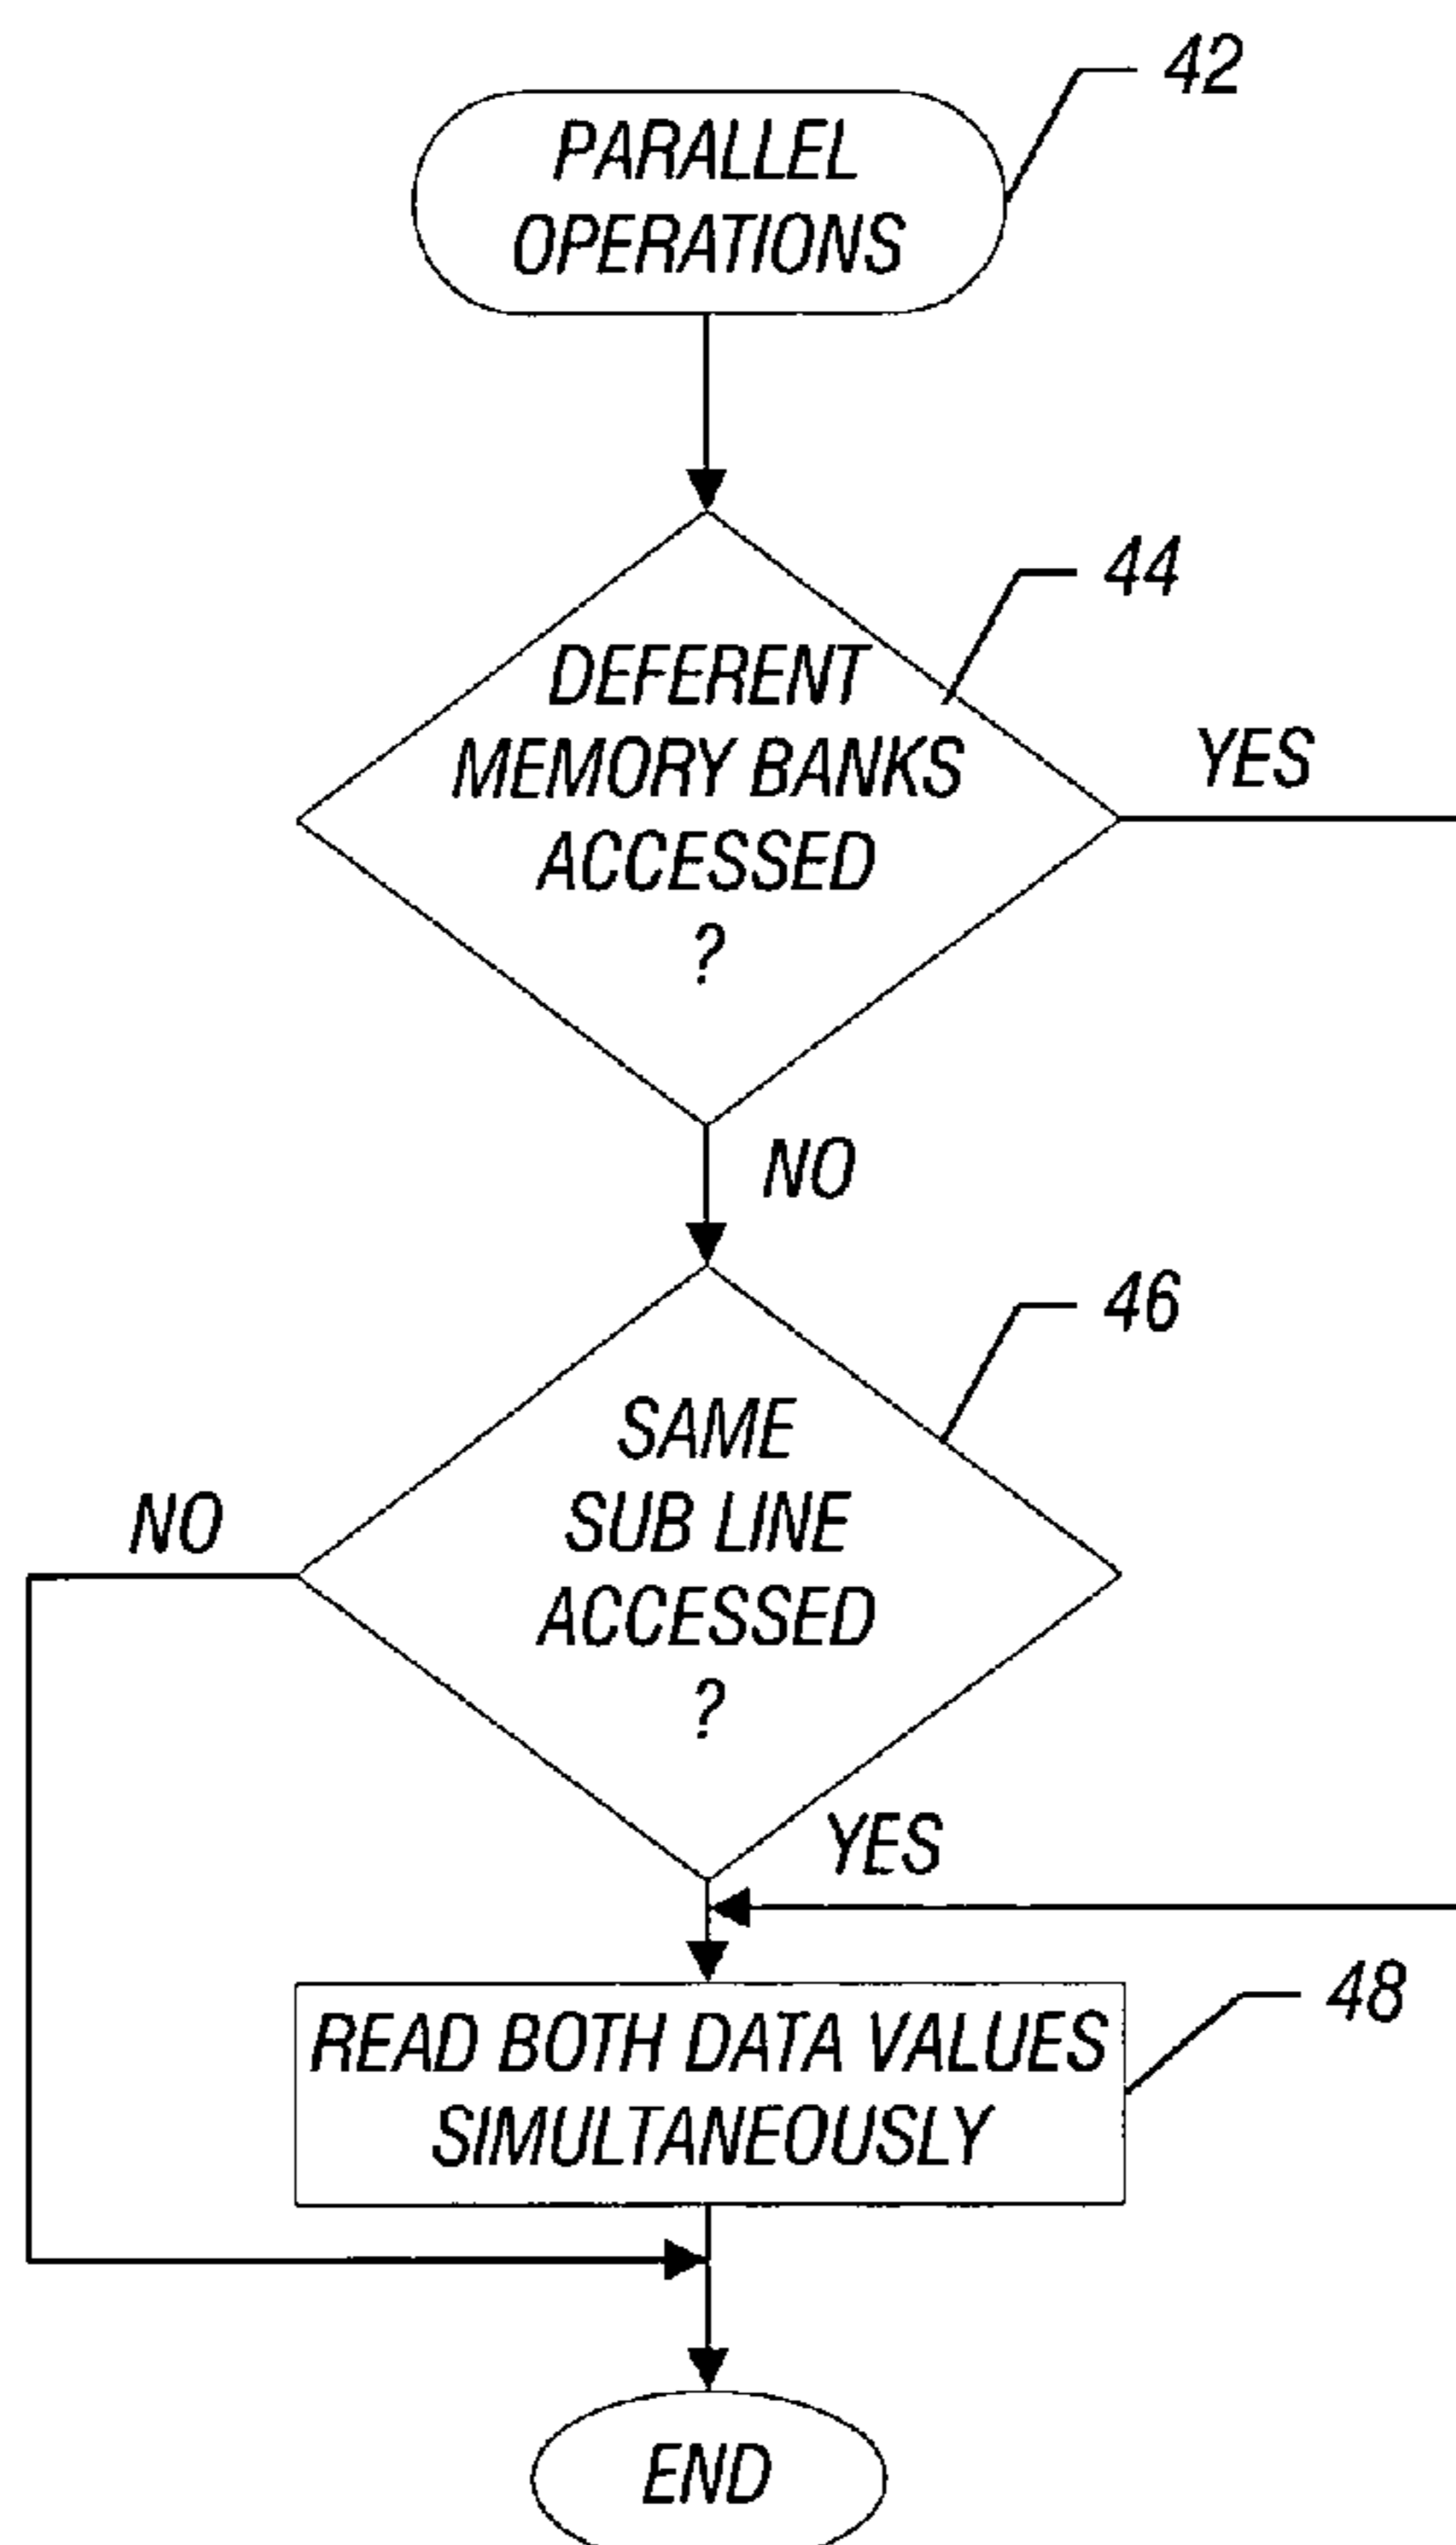 42
PARALLEL
OPERATIONS
44
DEFERENT
MEMORY BANKS
ACCESSED
?
YES
NO
46
SAME
SUB LINE
ACCESSED
?
NO
YES
48
READ BOTH DATA VALUES
SIMULTANEOUSLY
END